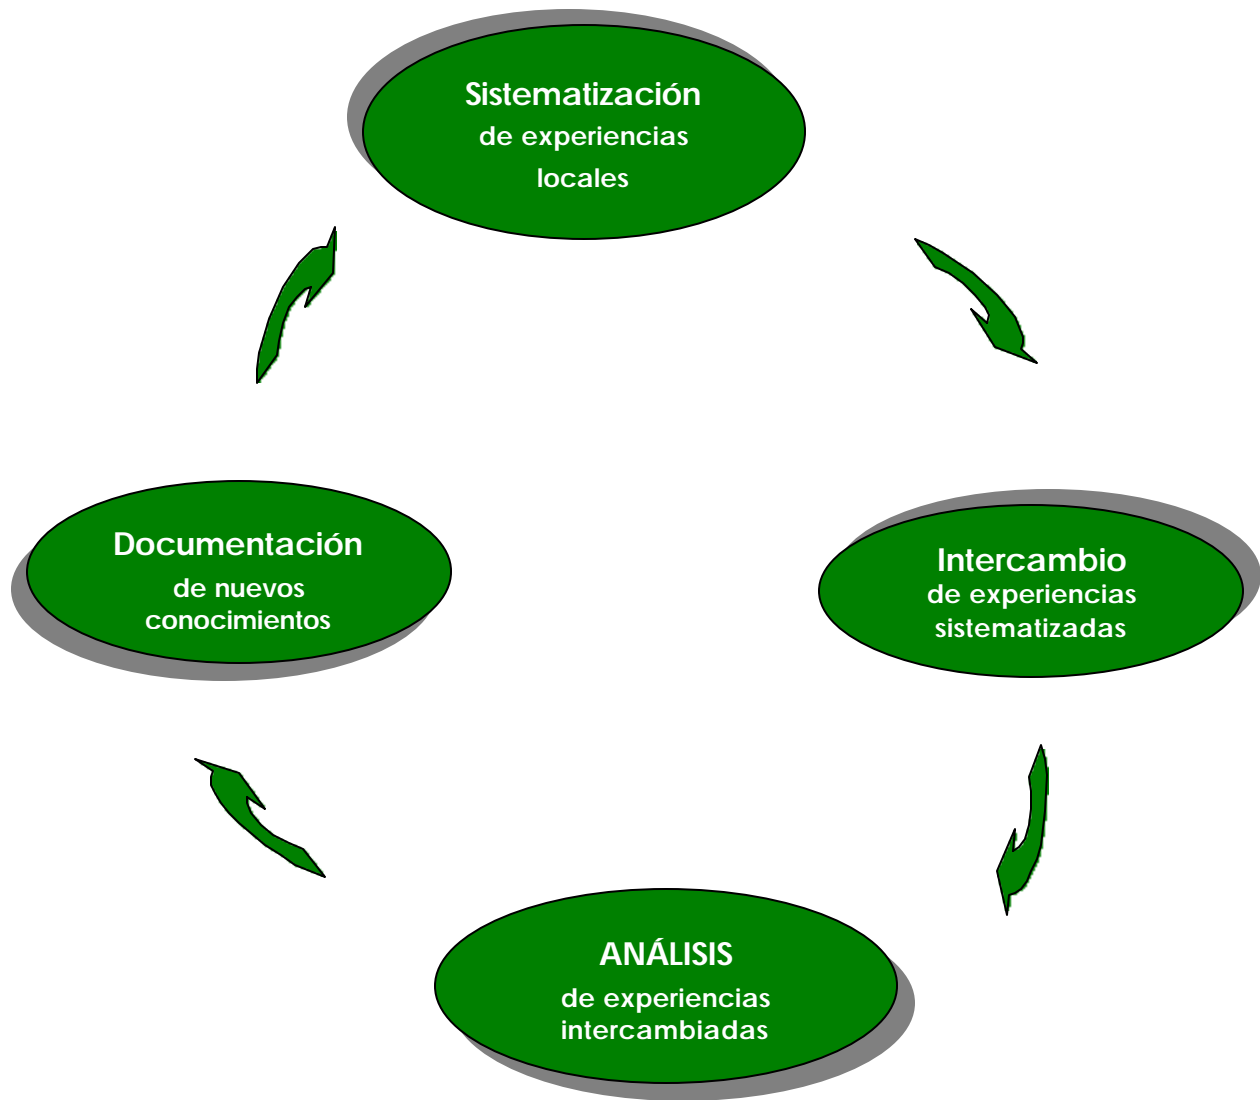 Sistematización
de experiencias
locales
Intercambio
de experiencias
sistematizadas
ANÁLISIS
de experiencias
intercambiadas
Documentación
de nuevos
conocimientos